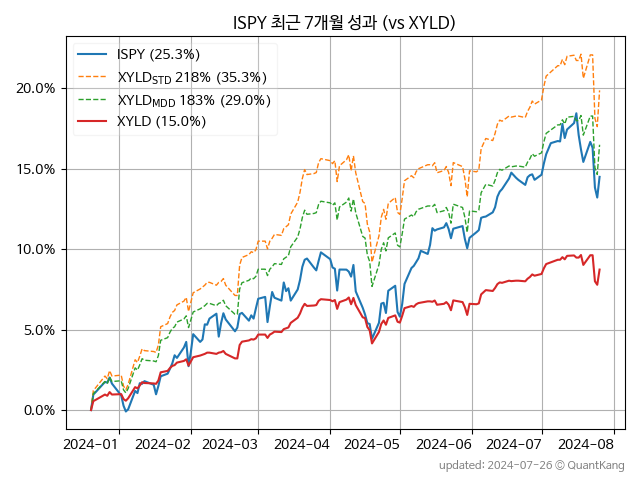 ISPY 최근 7개월 성과 (vs XYLD)
ISPY (25.3%)
XYLD_STD 218% (35.3%)
XYLD_MDD 183% (29.0%)
XYLD (15.0%)
20.0%
15.0%
10.0%
5.0%
0.0%
2024-01 2024-02 2024-03 2024-04 2024-05 2024-06 2024-07 2024-08
updated: 2024-07-26 © QuantKang